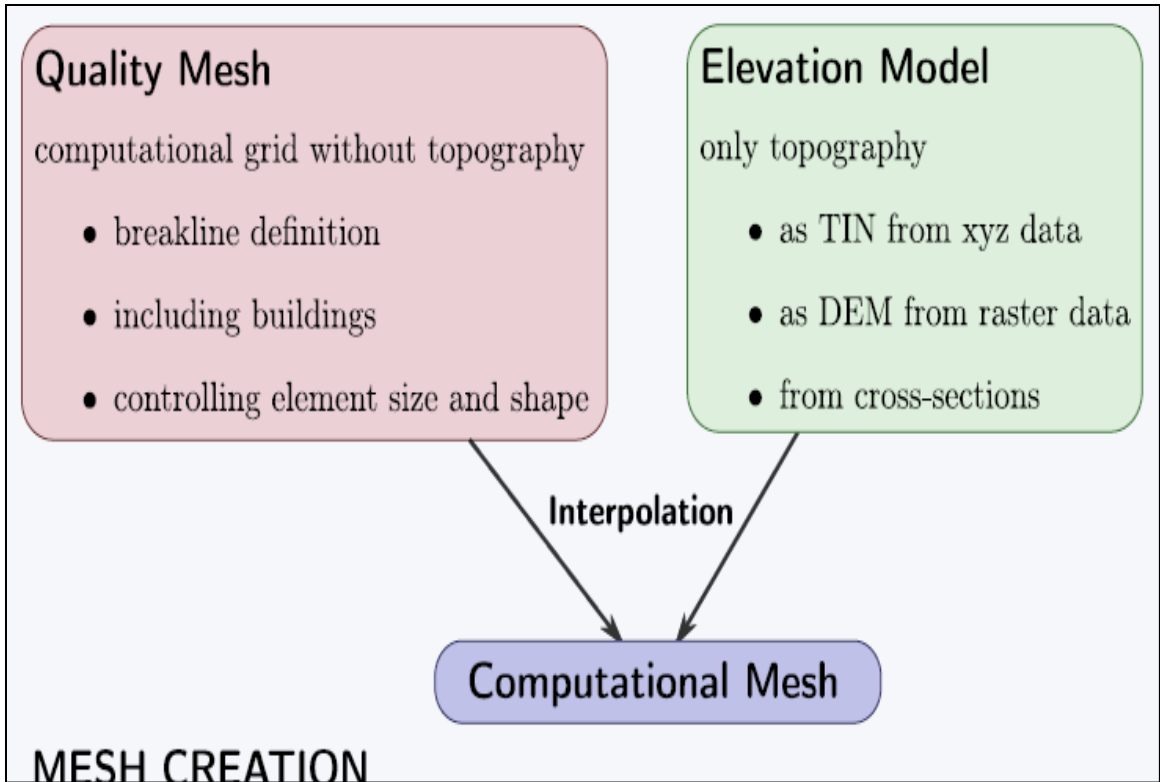 Quality Mesh
computational grid without topography
• breakline definition
• including buildings
• controlling element size and shape
Elevation Model
only topography
• as TIN from xyz data
• as DEM from raster data
• from cross-sections
Interpolation
Computational Mesh
MESH CREATION